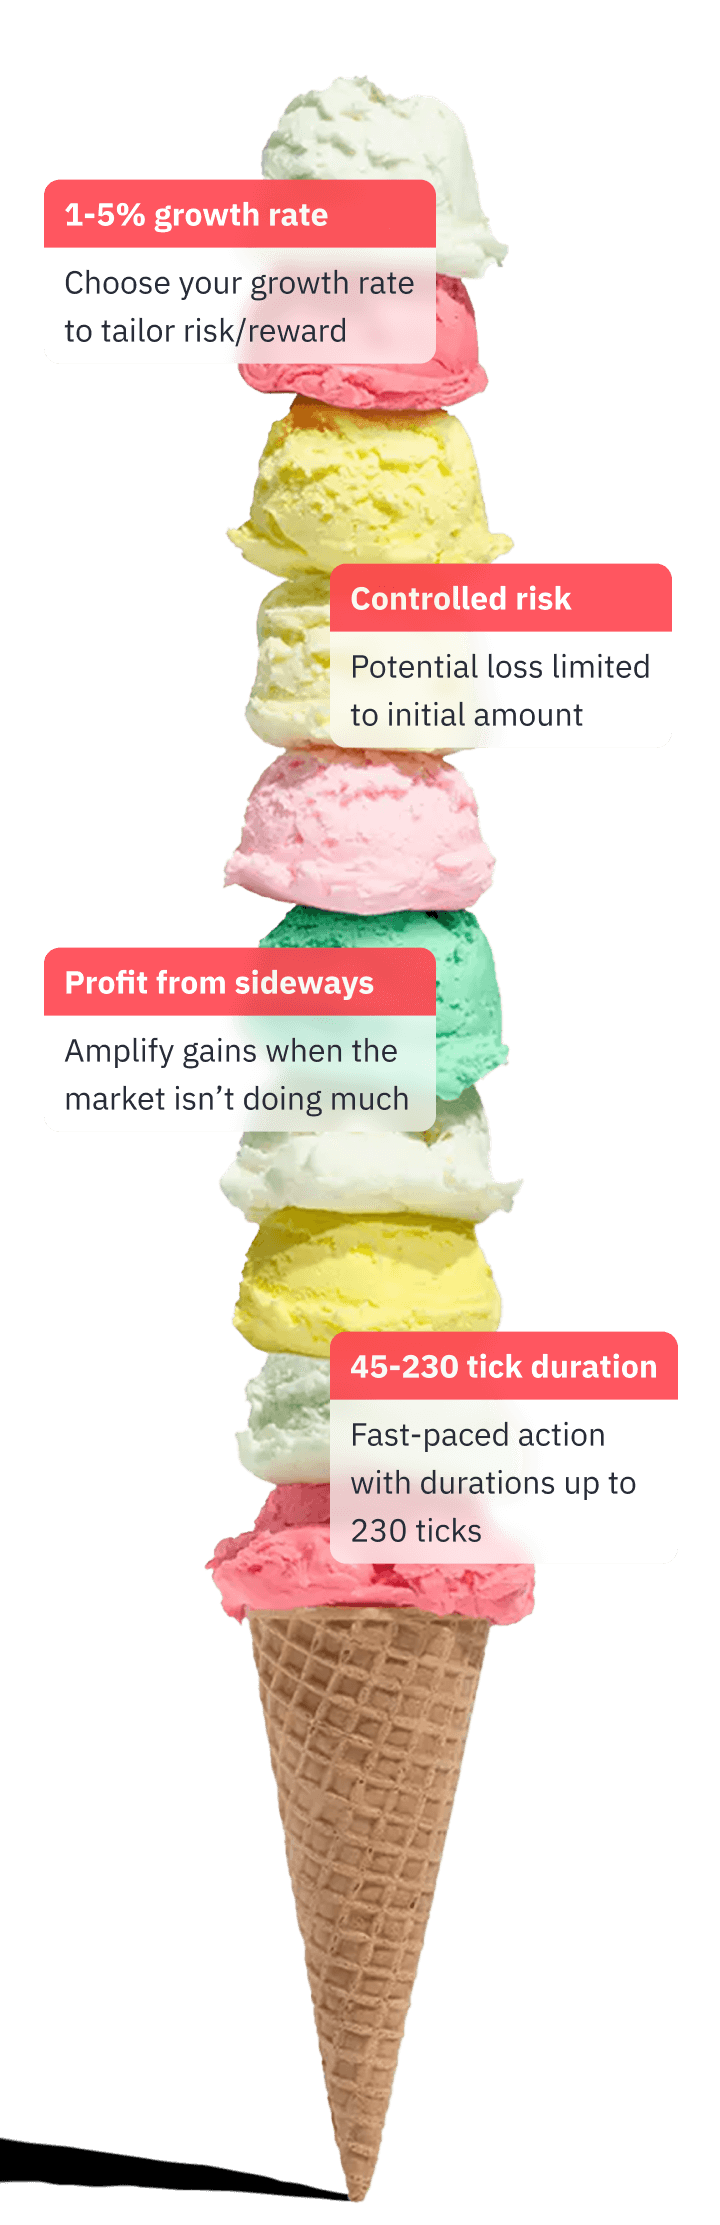 1-5% growth rate
Choose your growth rate
to tailor risk/reward
Controlled risk
Potential loss limited
to initial amount
Profit from sideways
Amplify gains when the
market isn’t doing much
45-230 tick duration
Fast-paced action
with durations up to
230 ticks